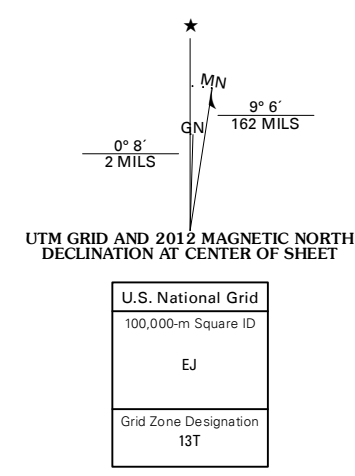 ★
MN
GN
9° 6´
162 MILS
0° 8´
2 MILS
UTM GRID AND 2012 MAGNETIC NORTH
DECLINATION AT CENTER OF SHEET
U.S. National Grid
100,000-m Square ID
EJ
Grid Zone Designation
13T